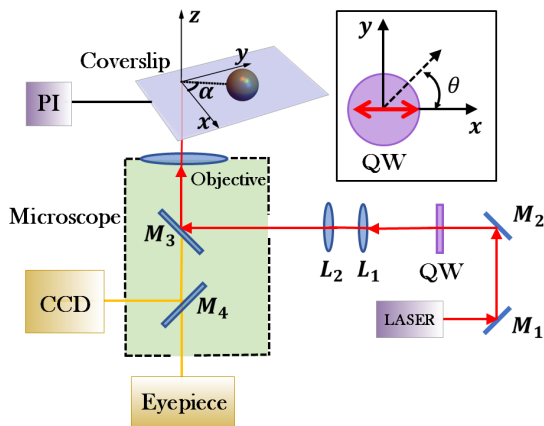 z
Coverslip
y
α
x
PI
y
θ
x
QW
Objective
Microscope
M3
M2
L2
L1
QW
CCD
M4
LASER
M1
Eyepiece